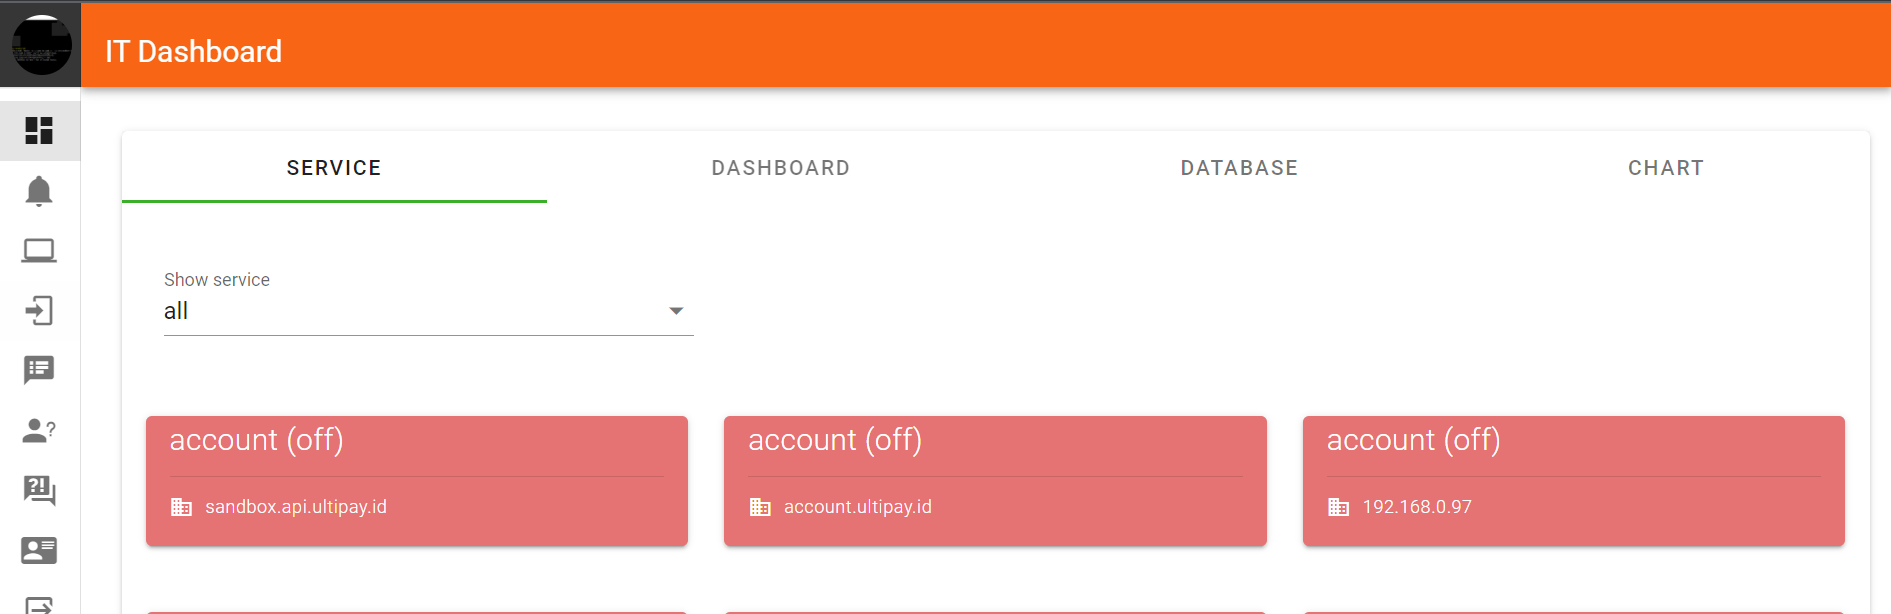 IT Dashboard
SERVICE
DASHBOARD
DATABASE
CHART
Show service
all
account (off)
sandbox.api.ultipay.id
account (off)
account.ultipay.id
account (off)
192.168.0.97
?
?!